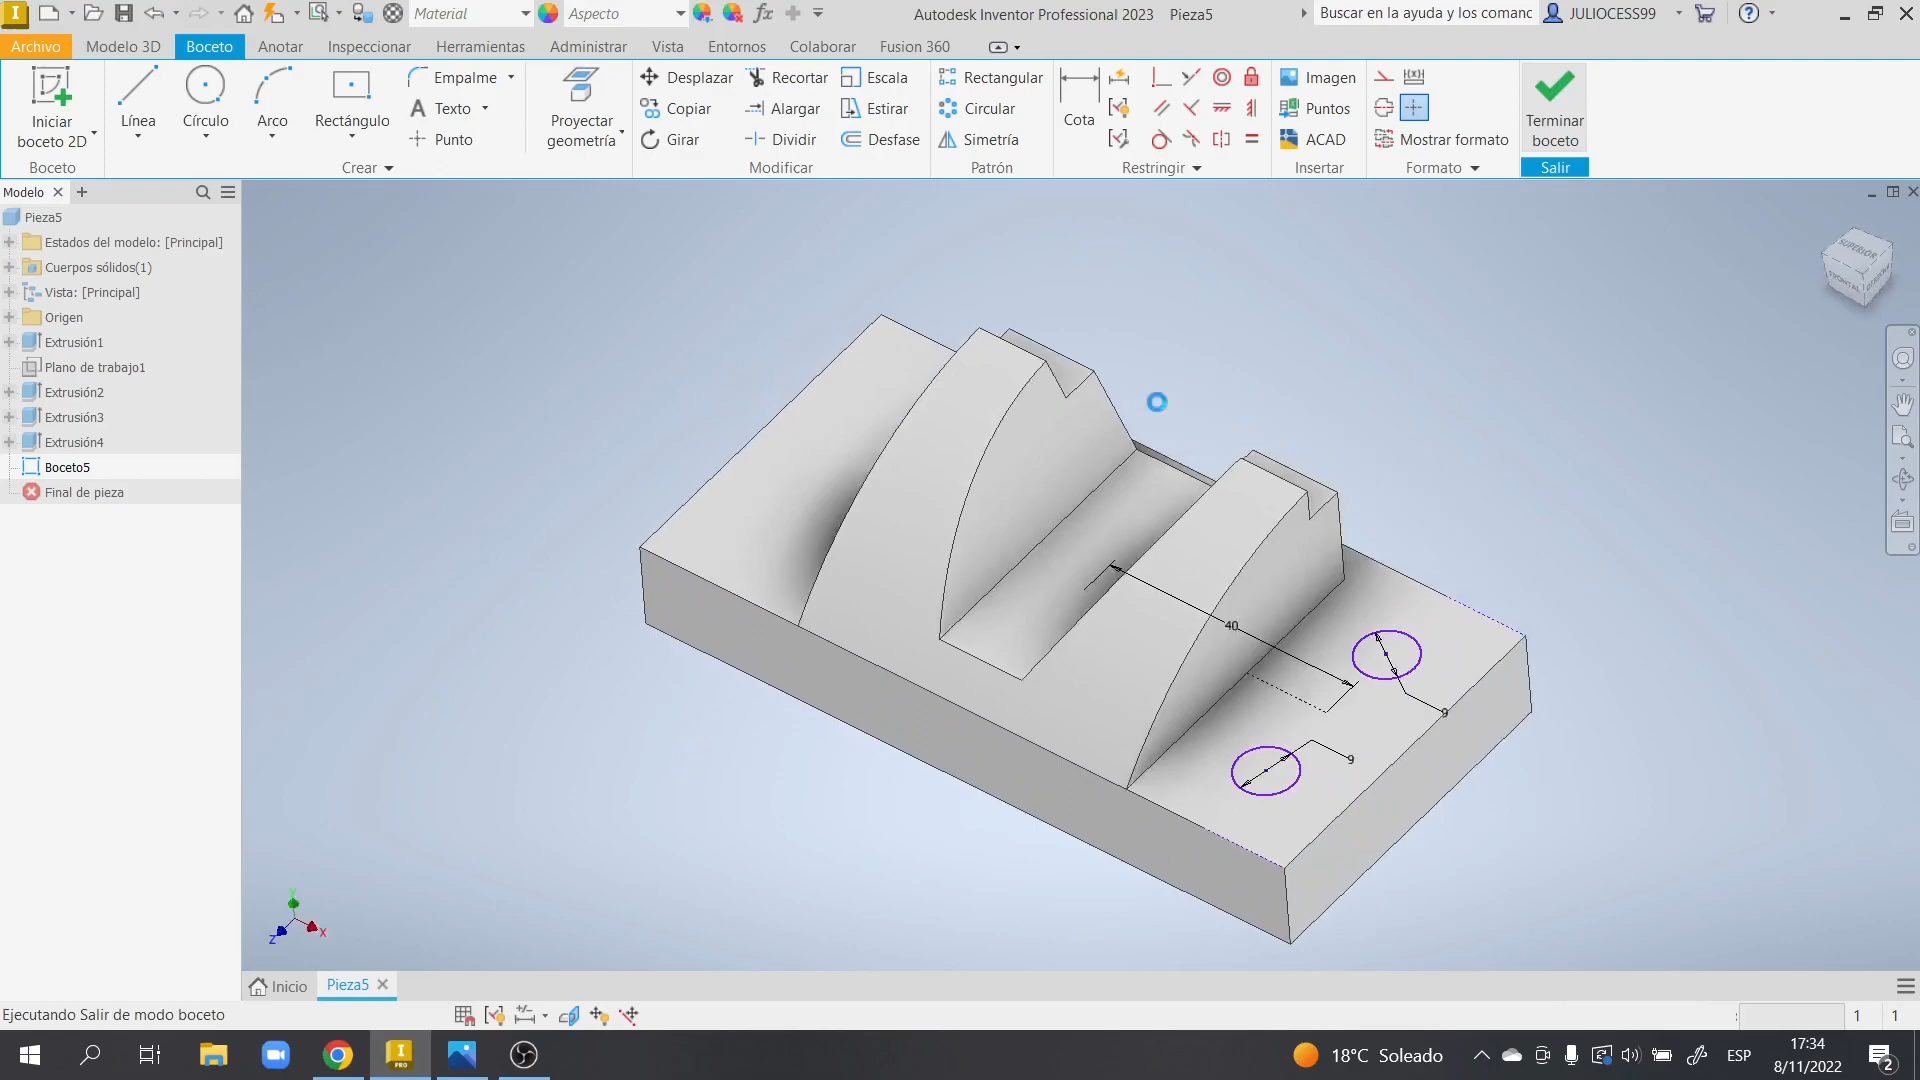 Material
Aspecto
Autodesk Inventor Professional 2023 Pieza5
Buscar en la ayuda y los comanc
JULIOCESS99
Archivo Modelo 3D Boceto Anotar Inspeccionar Herramientas Administrar Vista Entornos Colaborar Fusion 360
Iniciar
boceto 2D
Boceto
Línea
Círculo
Arco
Rectángulo
Empalme
Texto
Punto
Crear
Proyectar
geometría
Desplazar
Copiar
Girar
Recortar
Alargar
Dividir
Escala
Estirar
Desfase
Modificar
Rectangular
Circular
Simetría
Patrón
Cota
Restringir
Imagen
Puntos
ACAD
Insertar
Mostrar formato
Formato
Terminar
boceto
Salir
Modelo
Pieza5
Estados del modelo: [Principal]
Cuerpos sólidos(1)
Vista: [Principal]
Origen
Extrusión1
Plano de trabajo1
Extrusión2
Extrusión3
Extrusión4
Boceto5
Final de pieza
SUPERIOR
FRONTAL
40
9
9
Y
X
Z
Inicio
Pieza5
Ejecutando Salir de modo boceto
1 1
PRO
18°C Soleado
ESP
17:34
8/11/2022
2